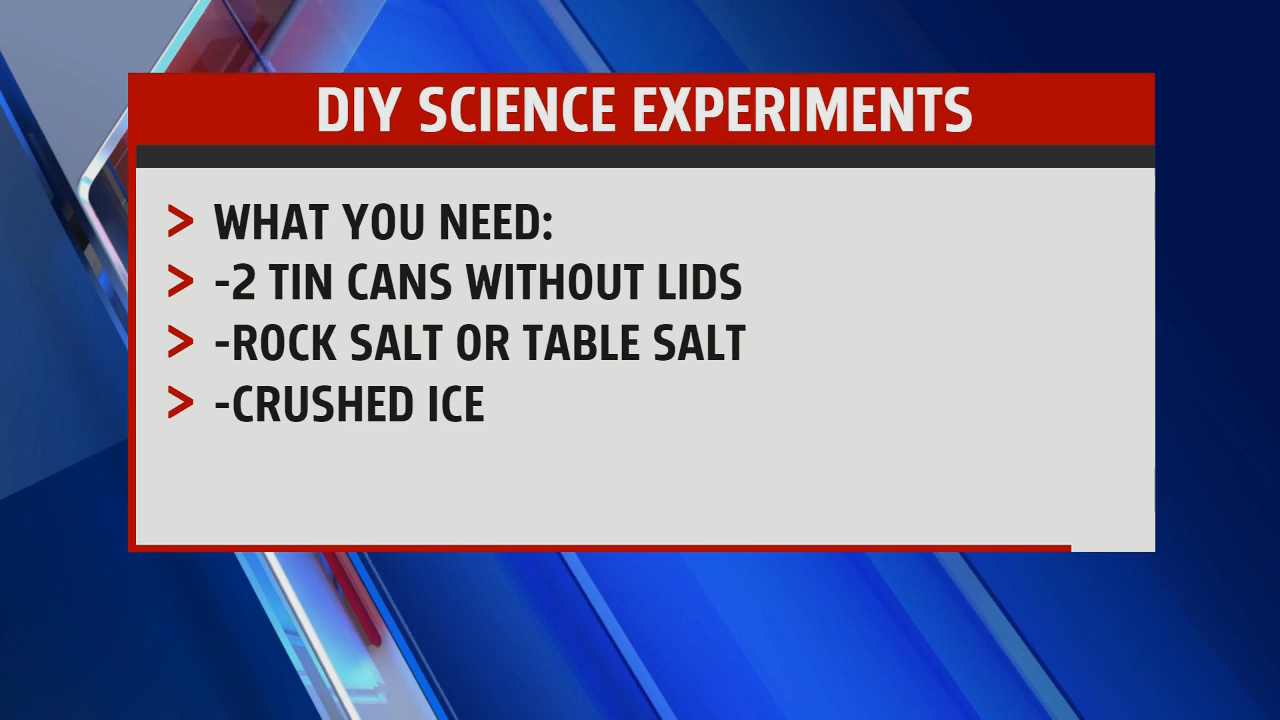 DIY SCIENCE EXPERIMENTS
> WHAT YOU NEED:
> -2 TIN CANS WITHOUT LIDS
> -ROCK SALT OR TABLE SALT
> -CRUSHED ICE